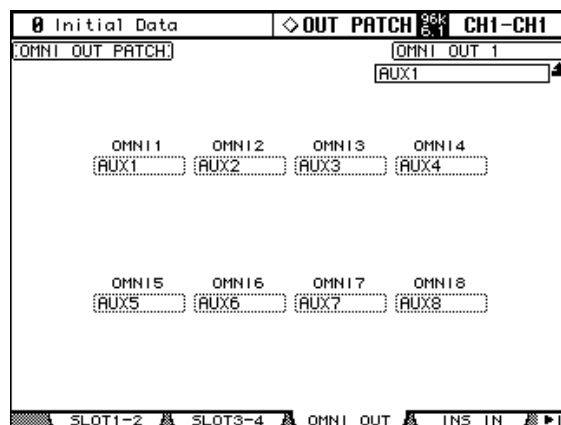 0 Initial Data ◇OUT PATCH 96k 6.1 CH1-CH1
OMNI OUT PATCH
OMNI OUT 1
AUX1
OMNI1 OMNI2 OMNI3 OMNI4
AUX1 AUX2 AUX3 AUX4
OMNI5 OMNI6 OMNI7 OMNI8
AUX5 AUX6 AUX7 AUX8
SLOT1-2 SLOT3-4 OMNI OUT INS IN